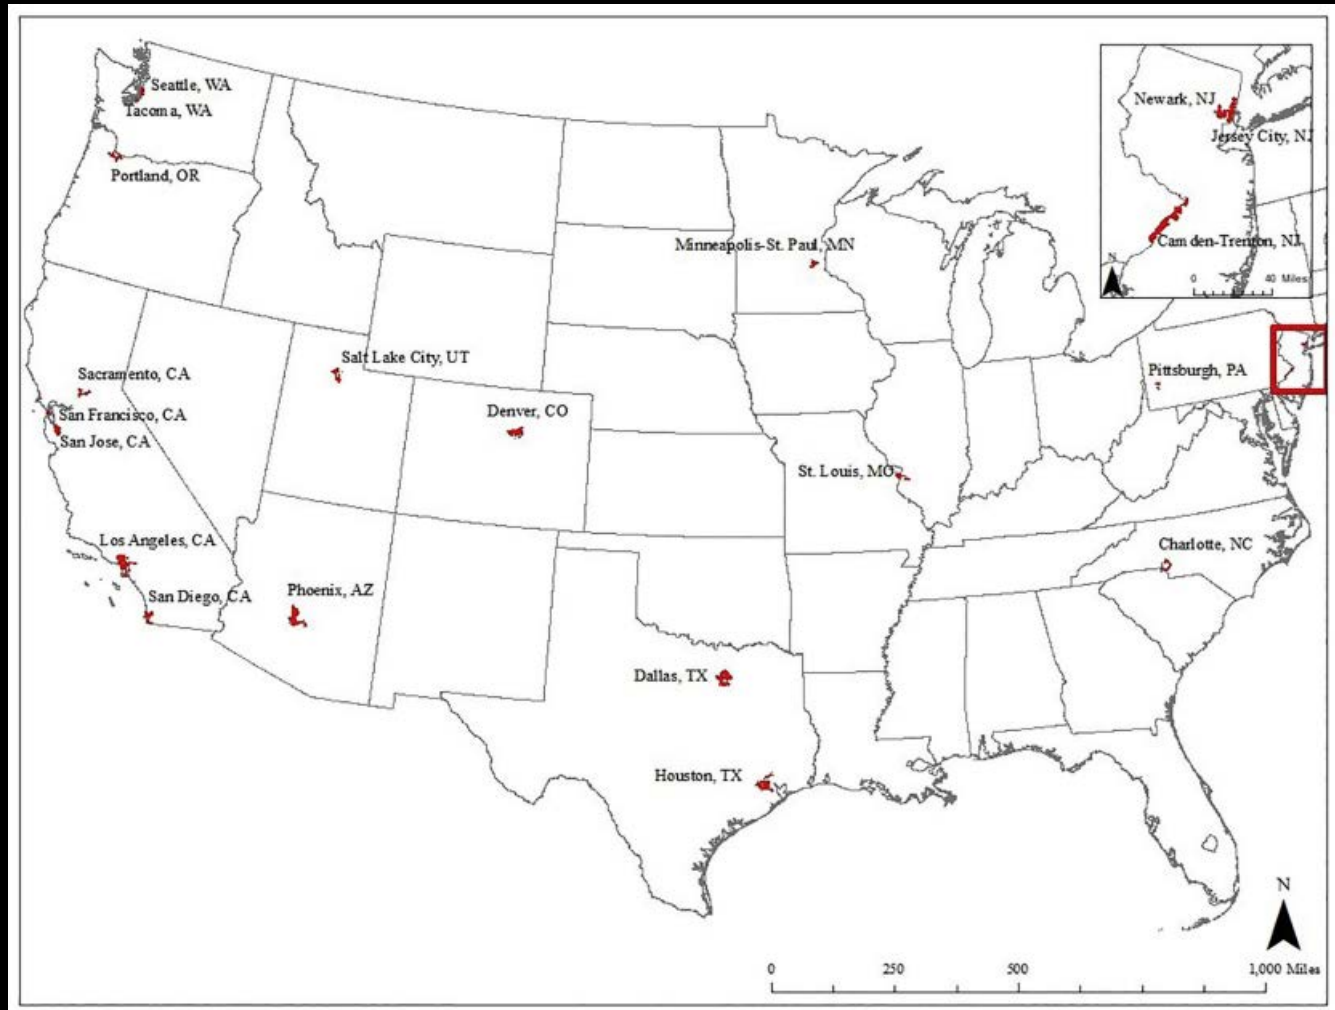 Seattle, WA
Tacoma, WA
Portland, OR
Minneapolis-St. Paul, MN
Newark, NJ
Jersey City, NJ
Camden-Trenton, NJ
N
0 40 Miles
Salt Lake City, UT
Sacramento, CA
San Francisco, CA
San Jose, CA
Denver, CO
Pittsburgh, PA
St. Louis, MO
Los Angeles, CA
San Diego, CA
Phoenix, AZ
Charlotte, NC
Dallas, TX
Houston, TX
N
0 250 500 1,000 Miles